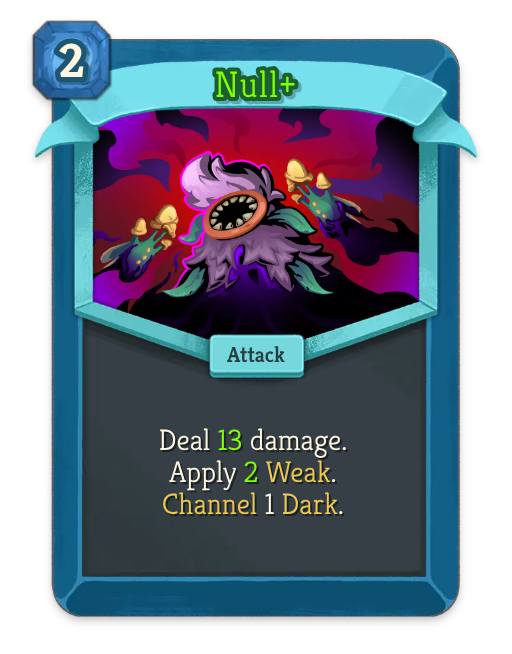 2
Null+
Attack
Deal 13 damage.
Apply 2 Weak.
Channel 1 Dark.